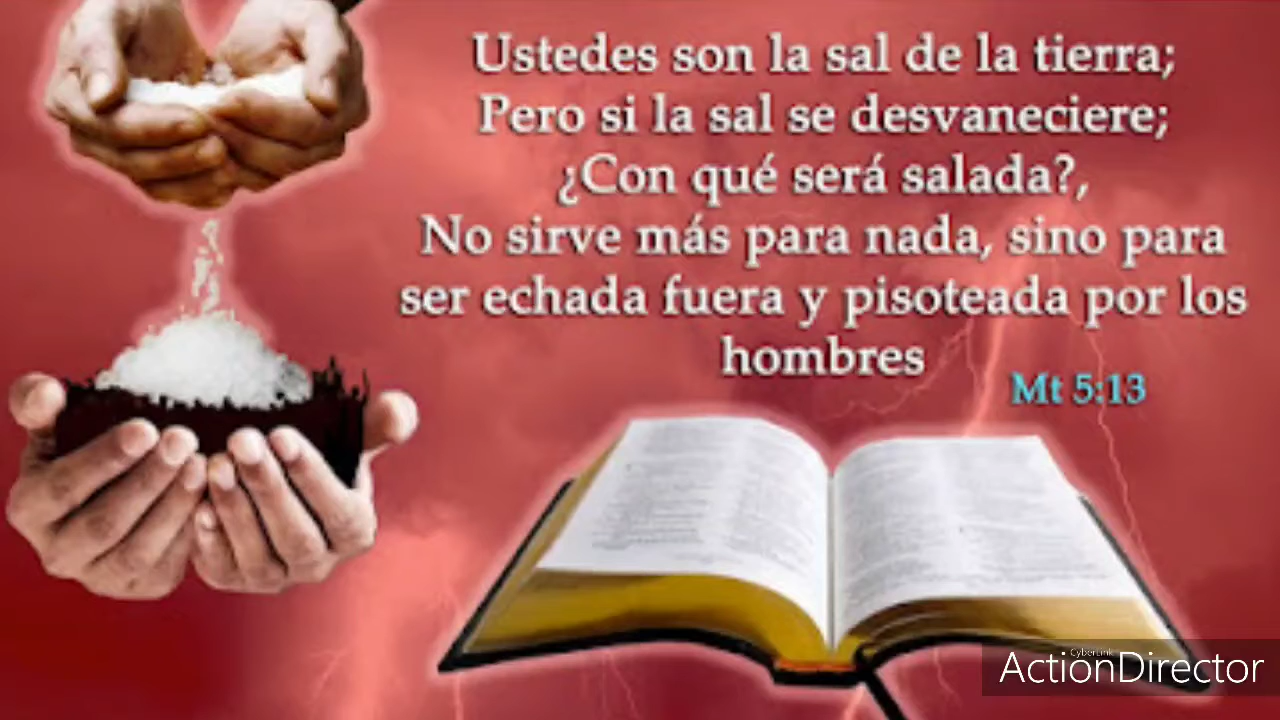 Ustedes son la sal de la tierra;
Pero si la sal se desvaneciere;
¿Con qué será salada?,
No sirve más para nada, sino para
ser echada fuera y pisoteada por los
hombres
Mt 5:13
CyberLink
ActionDirector